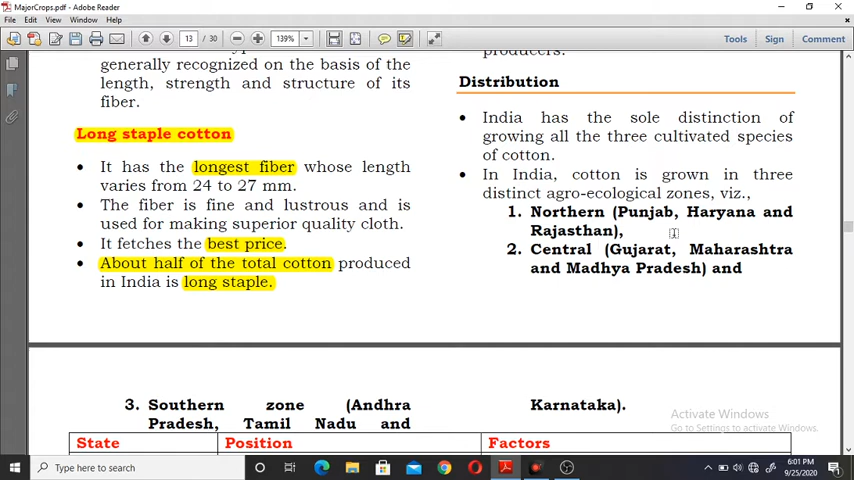 MajorCrops.pdf - Adobe Reader
File Edit View Window Help
13 / 30 139% Tools Sign Comment
generally recognized on the basis of the
length, strength and structure of its
fiber.
Long staple cotton
• It has the longest fiber whose length
varies from 24 to 27 mm.
• The fiber is fine and lustrous and is
used for making superior quality cloth.
• It fetches the best price.
• About half of the total cotton produced
in India is long staple.
producers.
Distribution
• India has the sole distinction of
growing all the three cultivated species
of cotton.
• In India, cotton is grown in three
distinct agro-ecological zones, viz.,
1. Northern (Punjab, Haryana and
Rajasthan),
2. Central (Gujarat, Maharashtra
and Madhya Pradesh) and
3. Southern zone (Andhra
Pradesh, Tamil Nadu and
Karnataka).
State Position Factors
Activate Windows
Go to Settings to activate Windows.
Type here to search
6:01 PM
9/25/2020